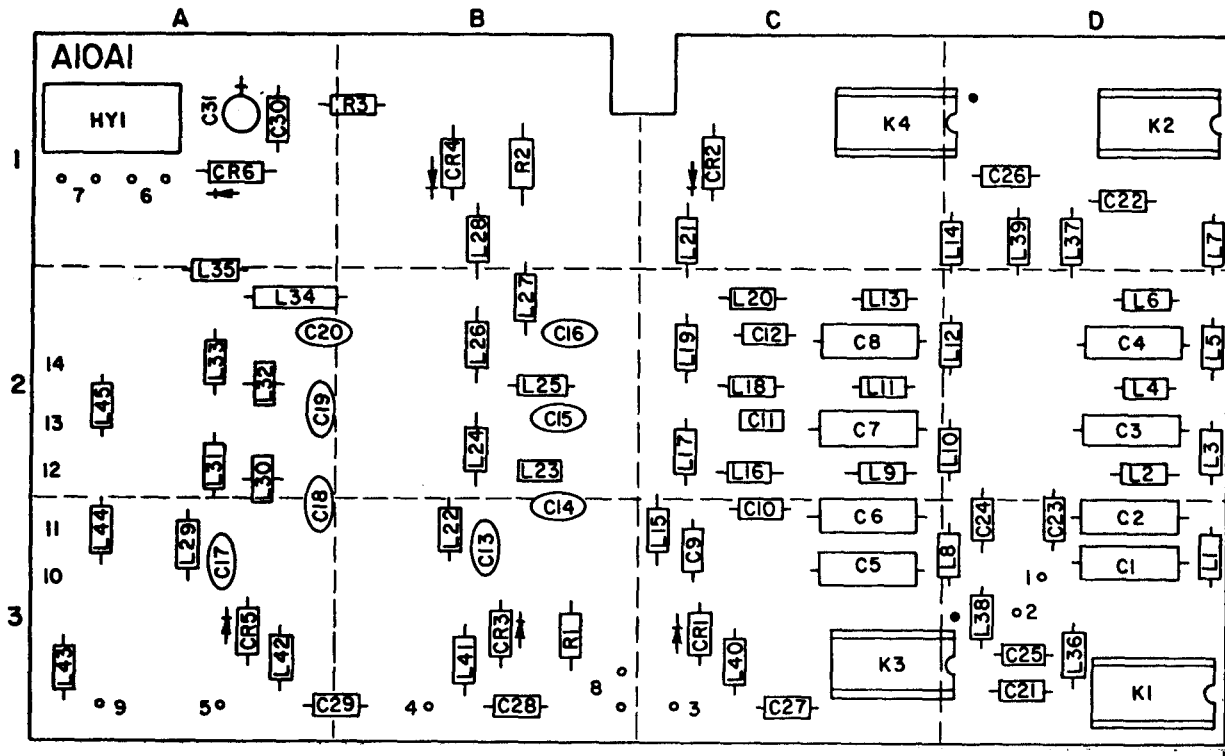 A B C D
A10A1
HY1 C31 + C30 R3 K4 K2
1
CR6 CR4 R2 CR2 C26
7 6 C22
L28 L21 L14 L39 L37 L7
L35
L34 L27 L20 L13 L6
C20 L26 C16 L19 C12 C8 L12 C4 L5
14 L33
2
L45 L32 C19 L25 L18 L11 L4
13 C15 C11 C7 C3
12 L31 L30 L24 L23 L17 L16 L9 L10 L2 L3
C18 C14 C10 C6 C24 C23 C2
11 L44 L29 C17 L22 C13 L15 C9 C5 L8 C1 L1
10 1
3
CR5 CR3 R1 CR1 L38 2
L43 L42 L41 L40 K3 C25 L36
8 C21 K1
9 5 C29 4 C28 3 C27